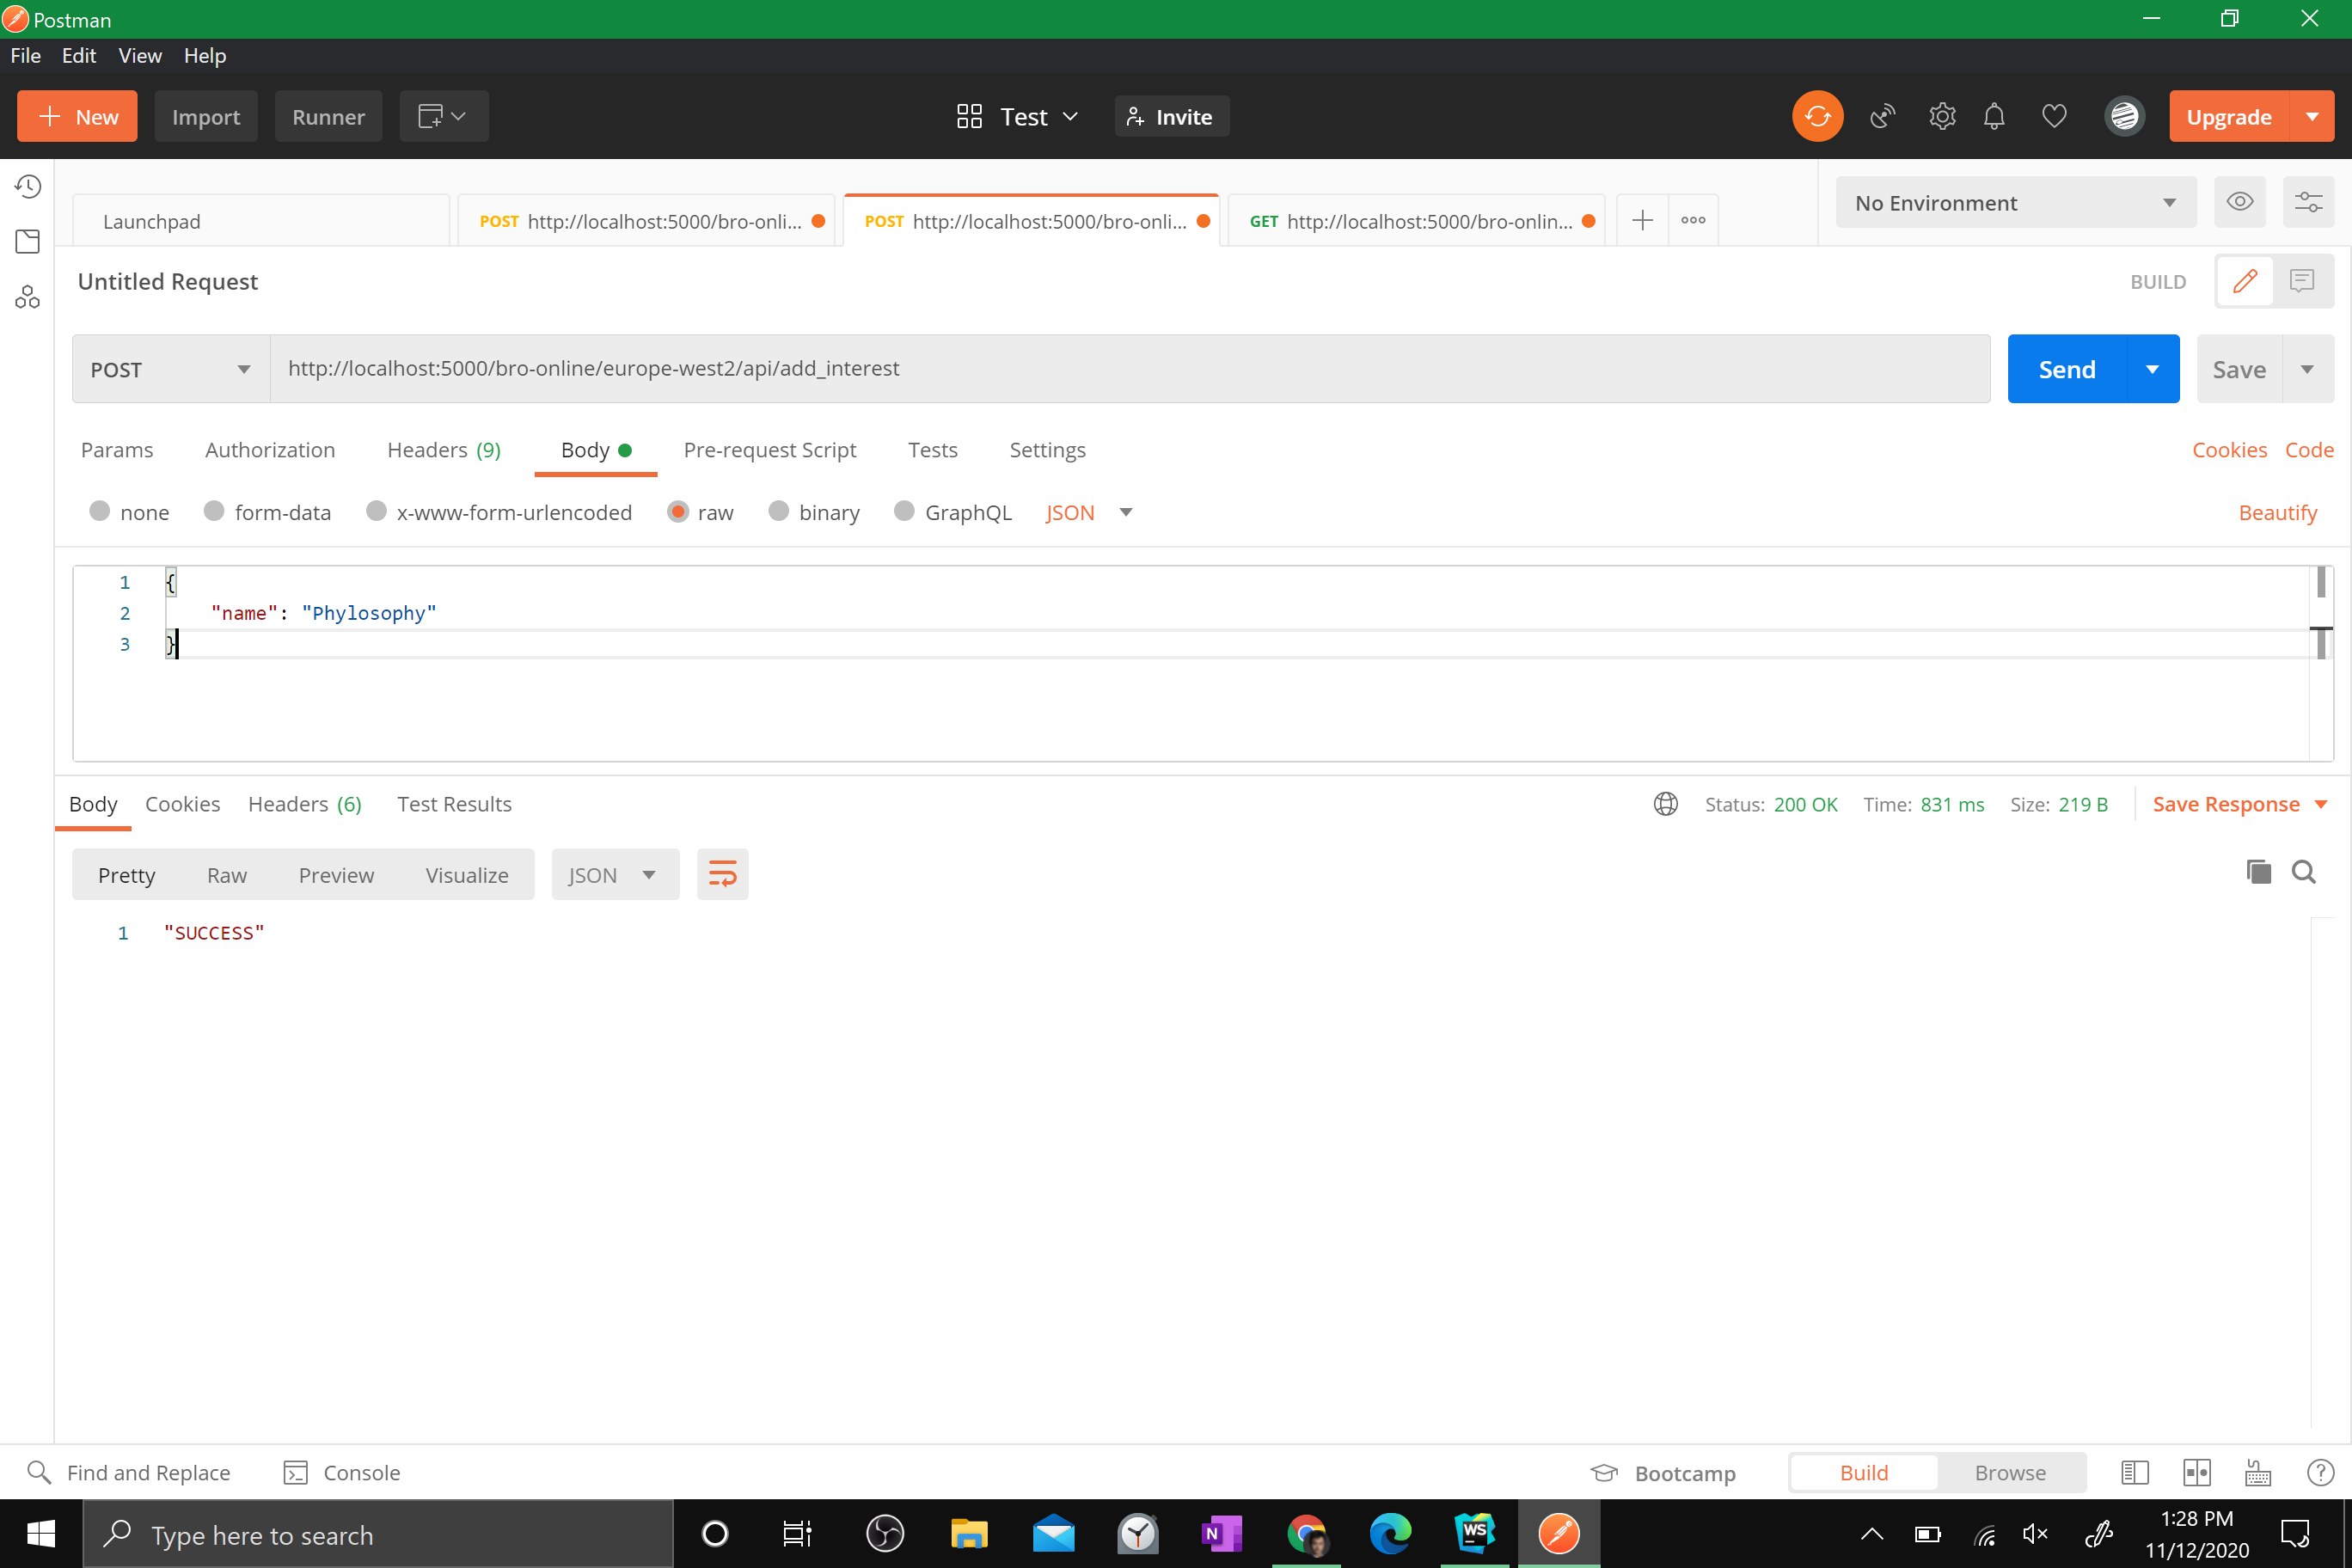 Postman
File Edit View Help
New Import Runner Test Invite Upgrade
Launchpad POST http://localhost:5000/bro-onli... POST http://localhost:5000/bro-onli... GET http://localhost:5000/bro-onlin... No Environment
Untitled Request BUILD
POST http://localhost:5000/bro-online/europe-west2/api/add_interest Send Save
Params Authorization Headers (9) Body Pre-request Script Tests Settings Cookies Code
none form-data x-www-form-urlencoded raw binary GraphQL JSON Beautify
1 {
2 "name": "Phylosophy"
3 }
Body Cookies Headers (6) Test Results Status: 200 OK Time: 831 ms Size: 219 B Save Response
Pretty Raw Preview Visualize JSON
1 "SUCCESS"
Find and Replace Console Bootcamp Build Browse
Type here to search N WS 1:28 PM
11/12/2020